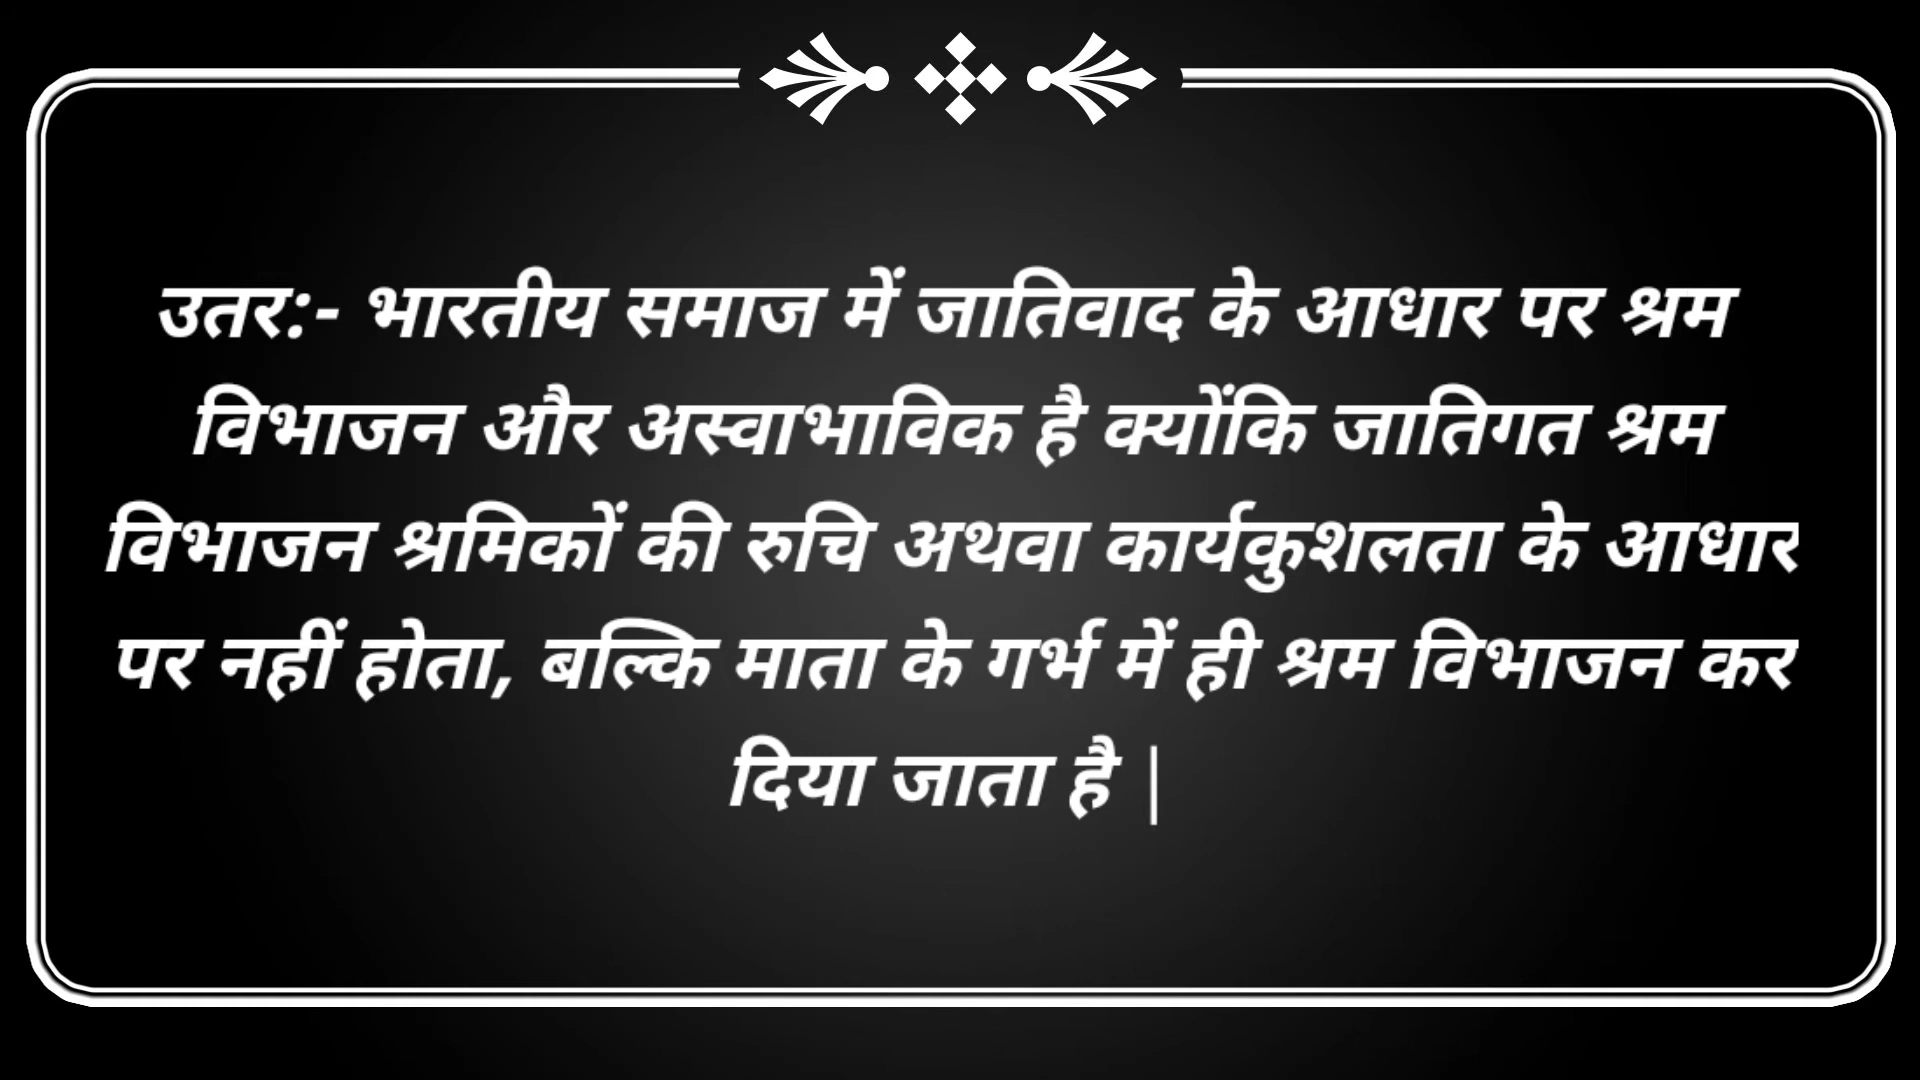 उतर:- भारतीय समाज में जातिवाद के आधार पर श्रम
विभाजन और अस्वाभाविक है क्योंकि जातिगत श्रम
विभाजन श्रमिकों की रुचि अथवा कार्यकुशलता के आधार
पर नहीं होता, बल्कि माता के गर्भ में ही श्रम विभाजन कर
दिया जाता है |